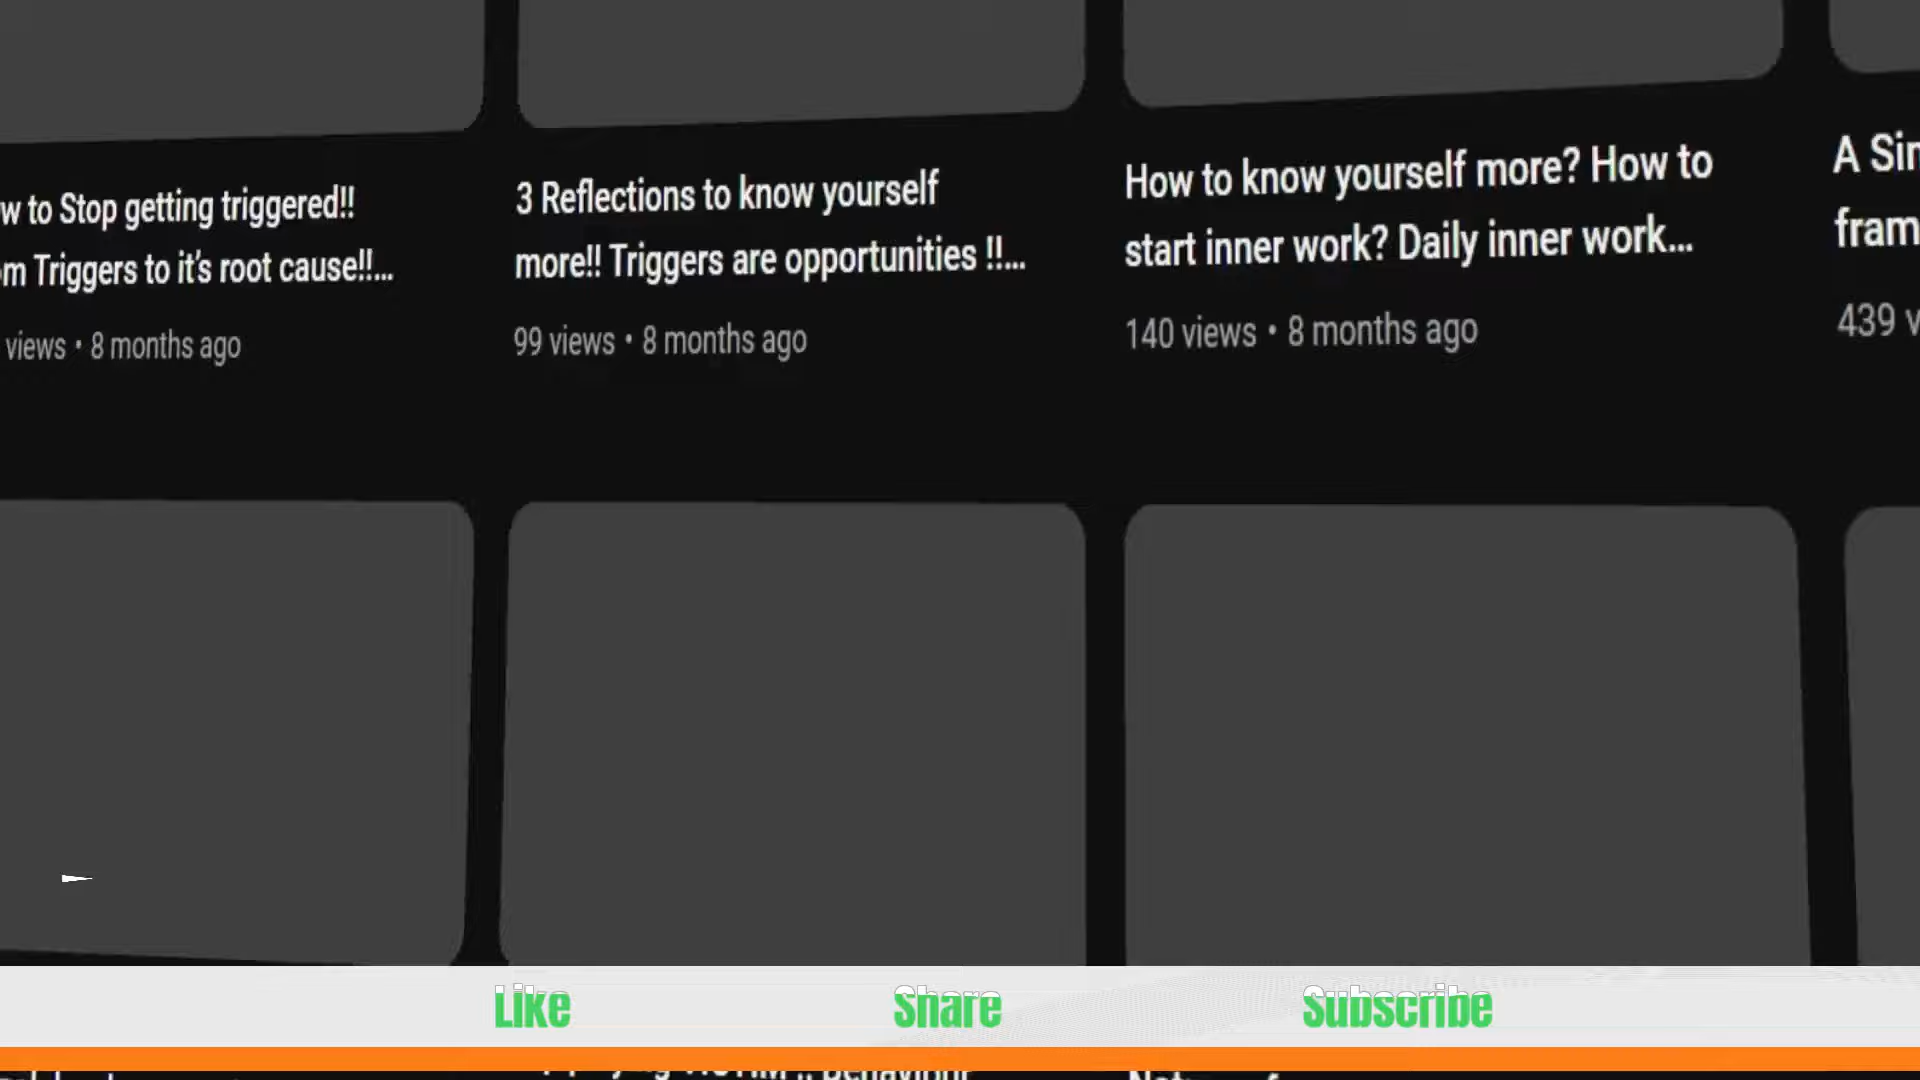 to Stop getting triggered!!
Triggers to it's root cause!!...
views • 8 months ago
3 Reflections to know yourself
more!! Triggers are opportunities !!...
99 views • 8 months ago
How to know yourself more? How to
start inner work? Daily inner work...
140 views • 8 months ago
A
439
Like
Share
Subscribe